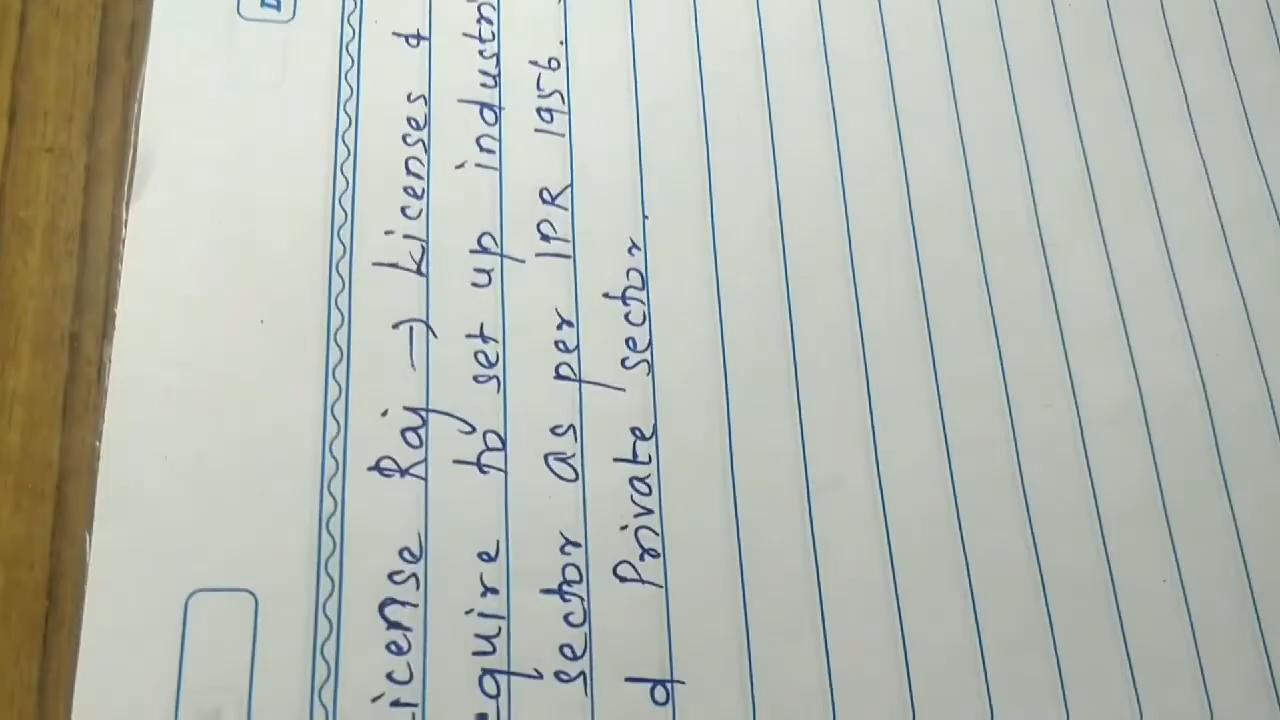 icense Raj → Licenses &
quire to set up industri
sector as per IPR 1956.
d Private sector.